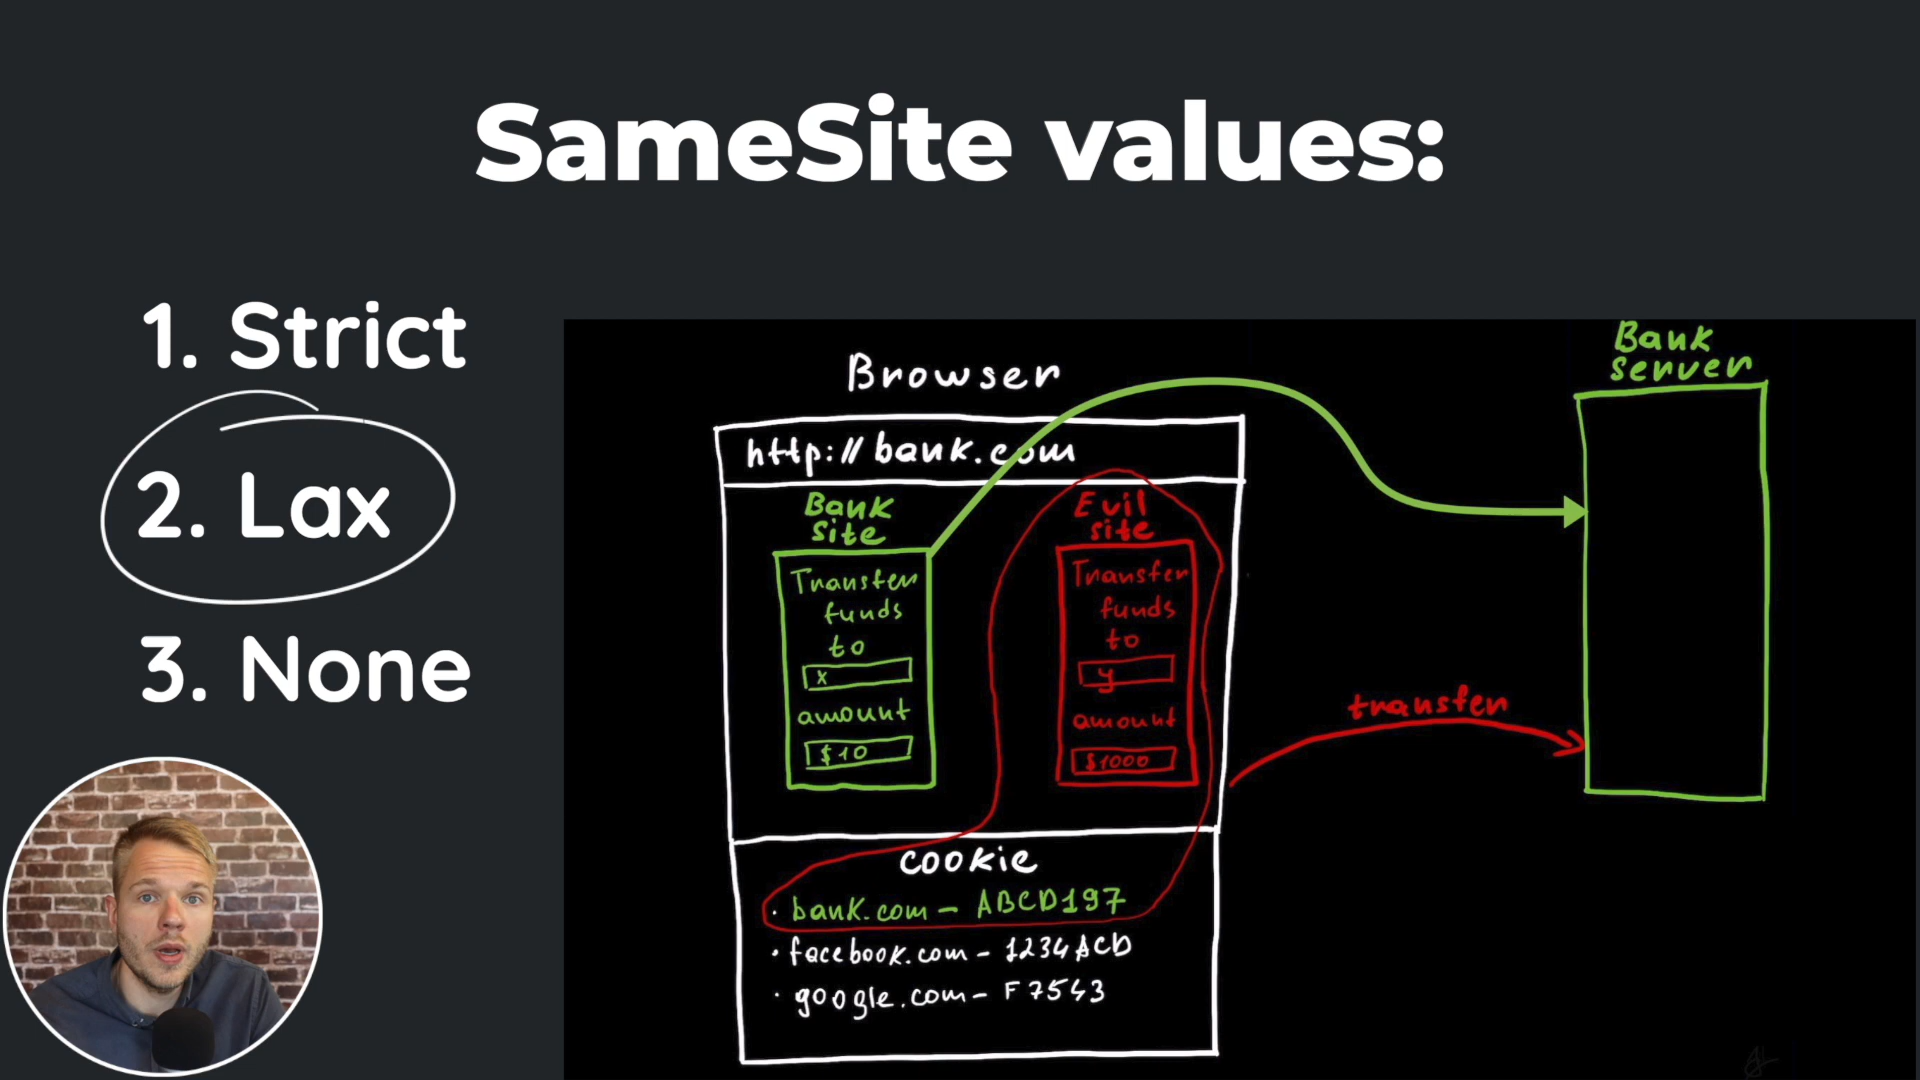 SameSite values:
1. Strict
2. Lax
3. None
Browser
http://bank.com
Bank
site
Transfer
funds
to
x
amount
$10
Evil
site
Transfer
funds
to
y
amount
$1000
cookie
· bank.com - ABCD197
· facebook.com - 1234ACD
· google.com - F7543
Bank
server
transfer